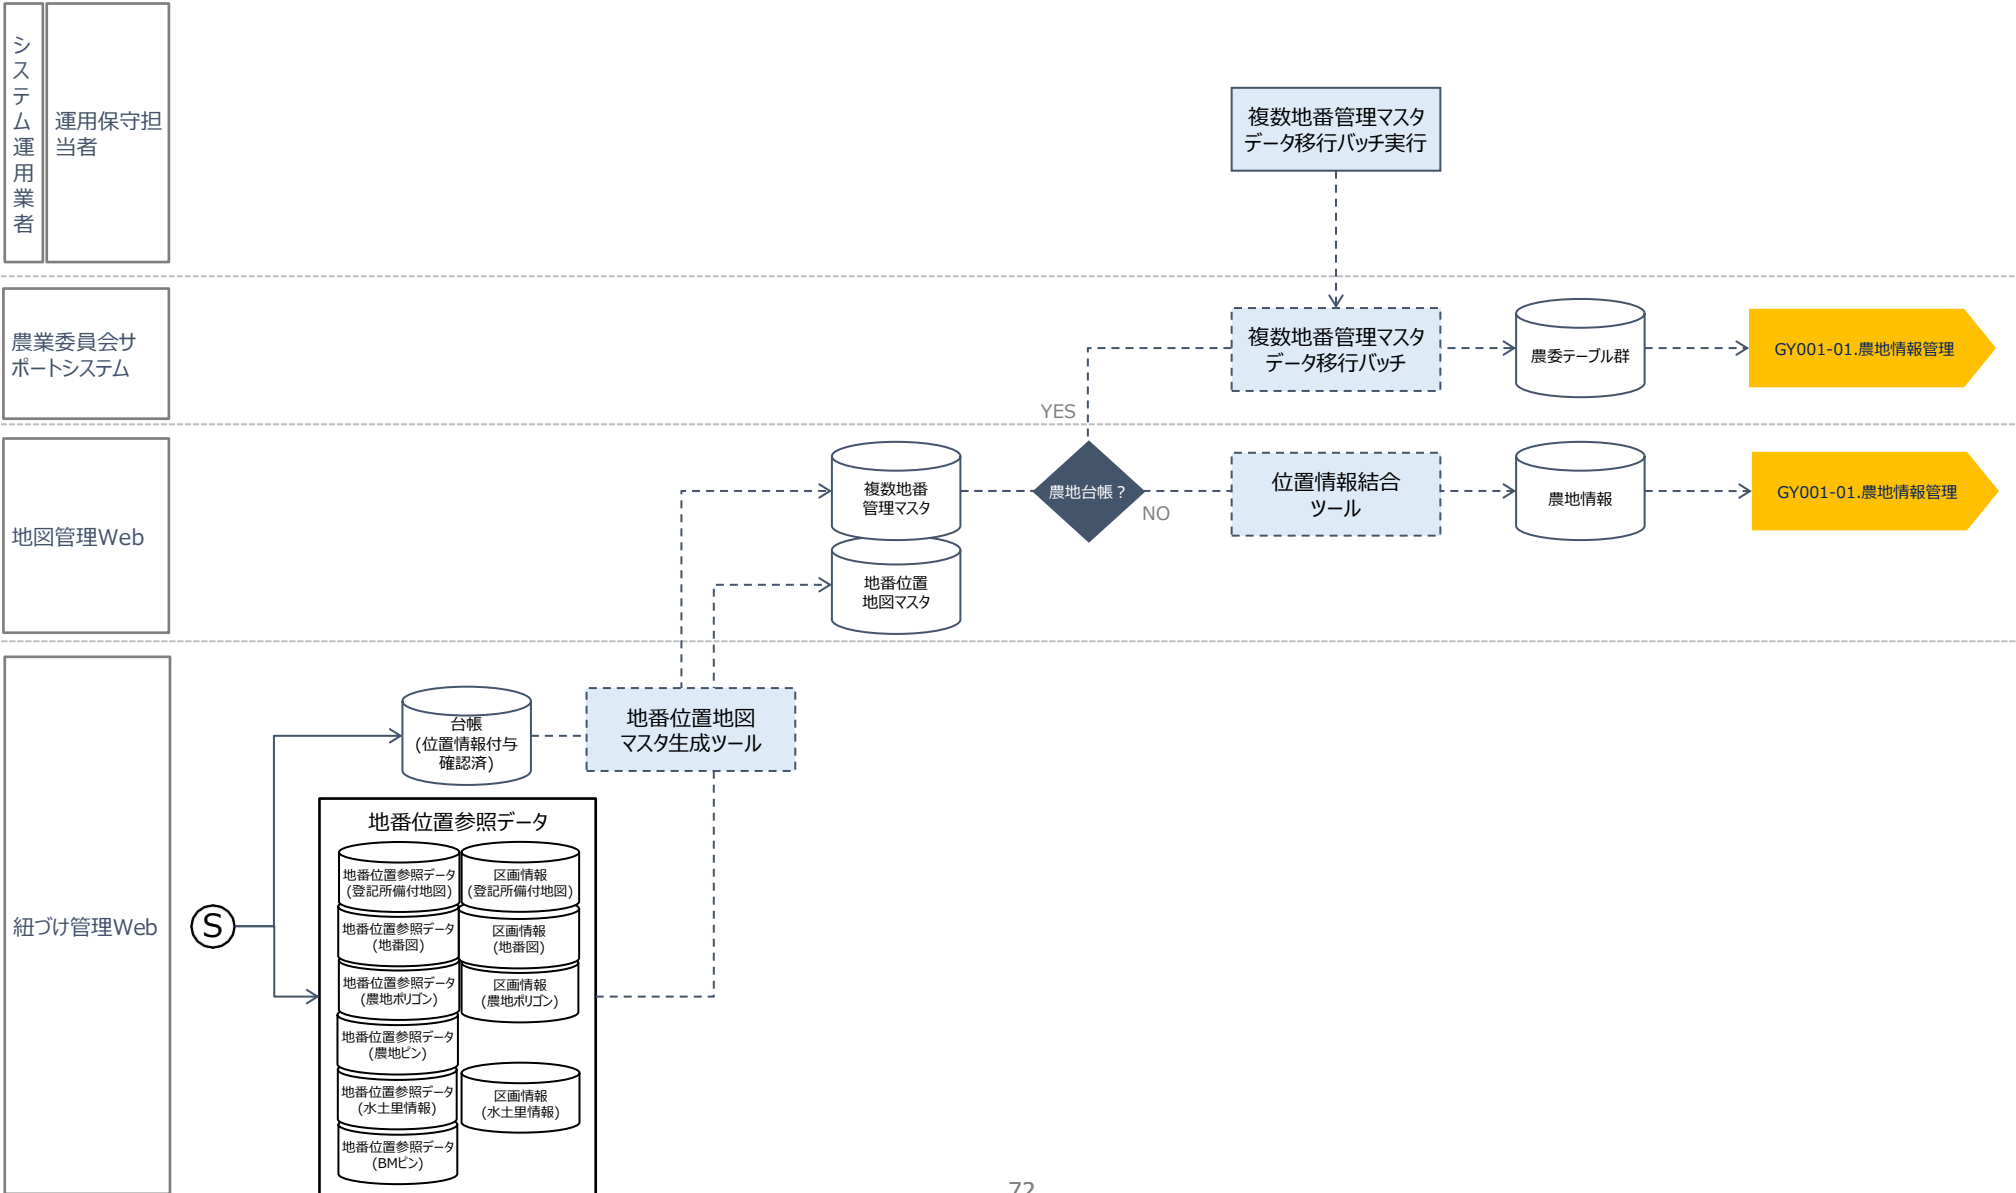 システム運用業者
運用保守担
当者
複数地番管理マスタ
データ移行バッチ実行
農業委員会サ
ポートシステム
複数地番管理マスタ
データ移行バッチ
農委テーブル群
GY001-01.農地情報管理
YES
地図管理Web
複数地番
管理マスタ
農地台帳？
NO
位置情報結合
ツール
農地情報
GY001-01.農地情報管理
地番位置
地図マスタ
紐づけ管理Web
S
台帳
(位置情報付与
確認済)
地番位置地図
マスタ生成ツール
地番位置参照データ
地番位置参照データ
(登記所備付地図)
区画情報
(登記所備付地図)
地番位置参照データ
(地番図)
区画情報
(地番図)
地番位置参照データ
(農地ポリゴン)
区画情報
(農地ポリゴン)
地番位置参照データ
(農地ピン)
地番位置参照データ
(水土里情報)
区画情報
(水土里情報)
地番位置参照データ
(BMピン)
72